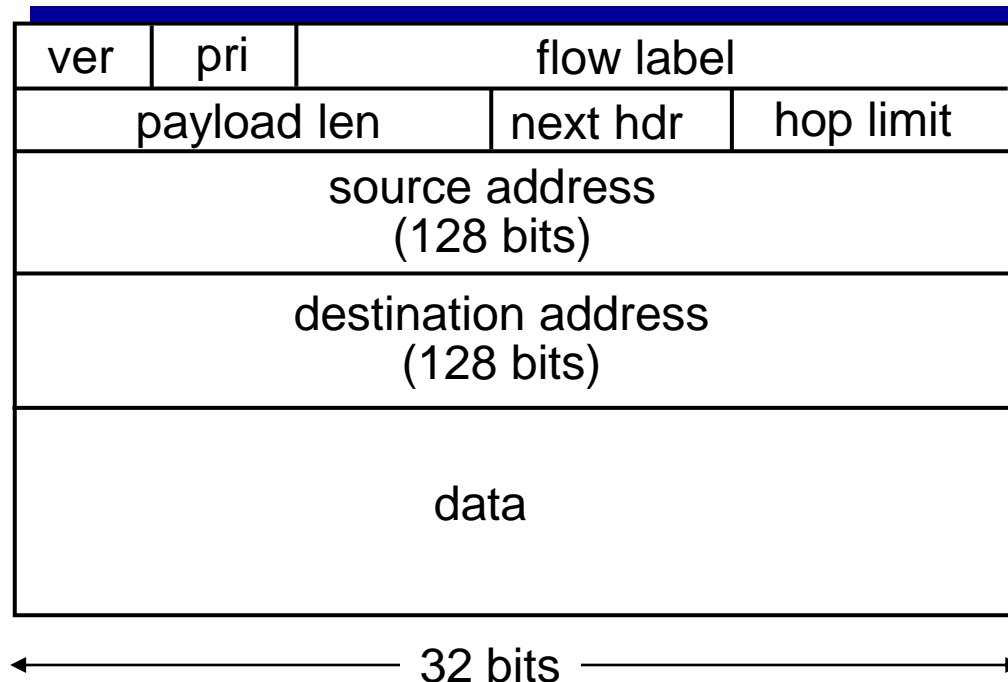 ver pri flow label
payload len next hdr hop limit
source address
(128 bits)
destination address
(128 bits)
data
32 bits